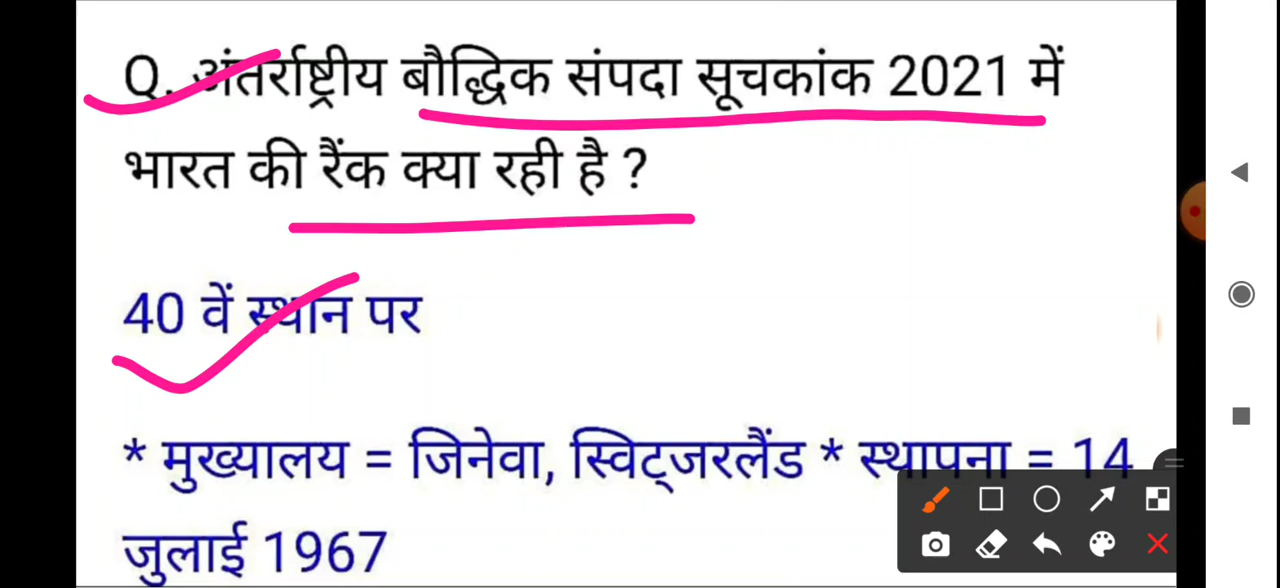 Q. अंतर्राष्ट्रीय बौद्धिक संपदा सूचकांक 2021 में
भारत की रैंक क्या रही है ?
40 वें स्थान पर
* मुख्यालय = जिनेवा, स्विट्जरलैंड * स्थापना = 14
जुलाई 1967